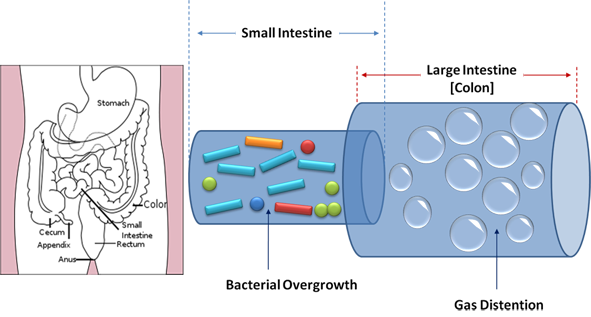 Small Intestine
Large Intestine
[Colon]
Stomach
Colon
Small
Intestine
Rectum
Cecum
Appendix
Anus
Bacterial Overgrowth
Gas Distention